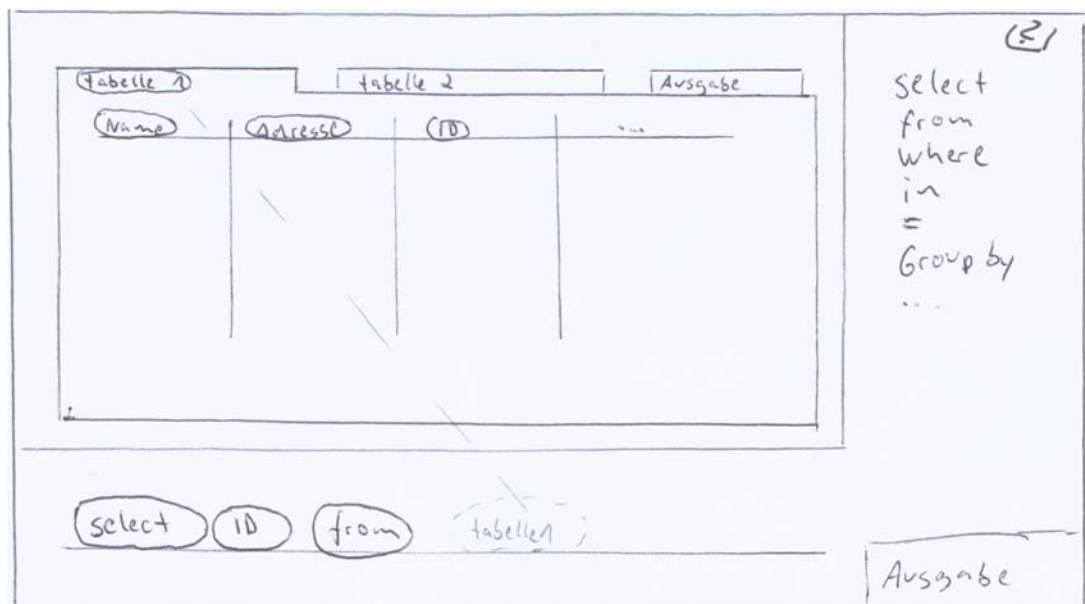 ?
tabelle 1 tabelle 2 Ausgabe
Name Adresse ID ....
select
from
where
in
=
Group by
....
select ID from tabelle1
Ausgabe